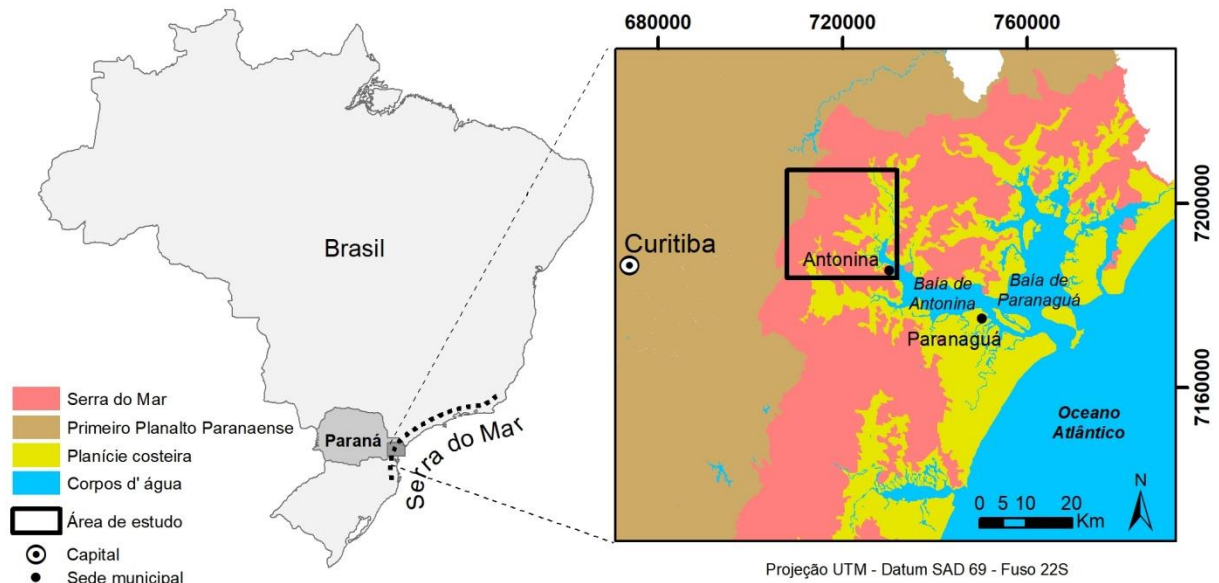 Brasil
Paraná
Serra do Mar
Serra do Mar
Primeiro Planalto Paranaense
Planície costeira
Corpos d' água
Área de estudo
Capital
Sede municipal
680000
720000
760000
7200000
7160000
Curitiba
Antonina
Baía de
Antonina
Baía de
Paranaguá
Paranaguá
Oceano
Atlântico
N
0 5 10 20
Km
Projeção UTM - Datum SAD 69 - Fuso 22S